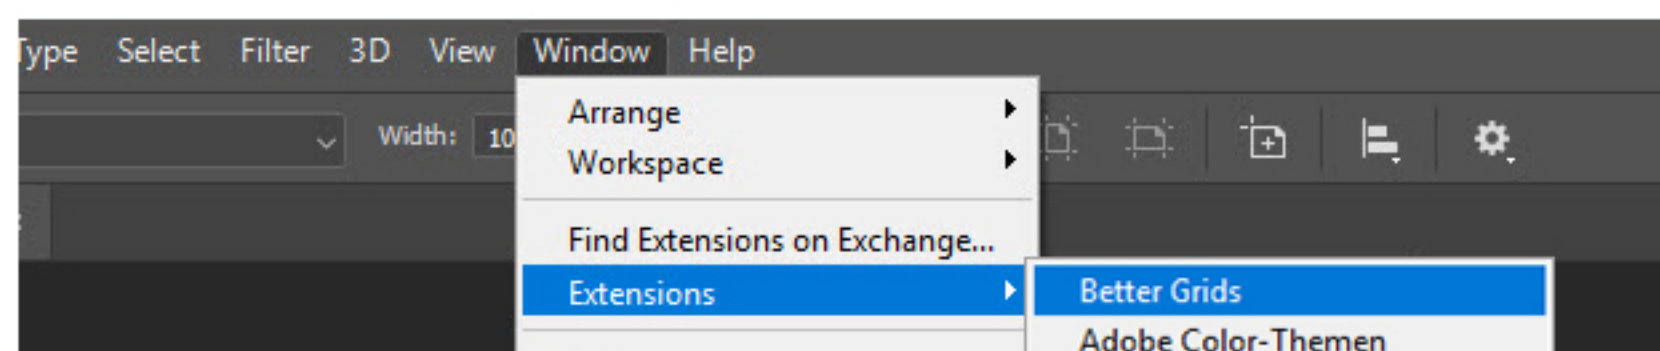 Type Select Filter 3D View Window Help
Width: 10
Arrange
Workspace
Find Extensions on Exchange...
Extensions
Better Grids
Adobe Color-Themen